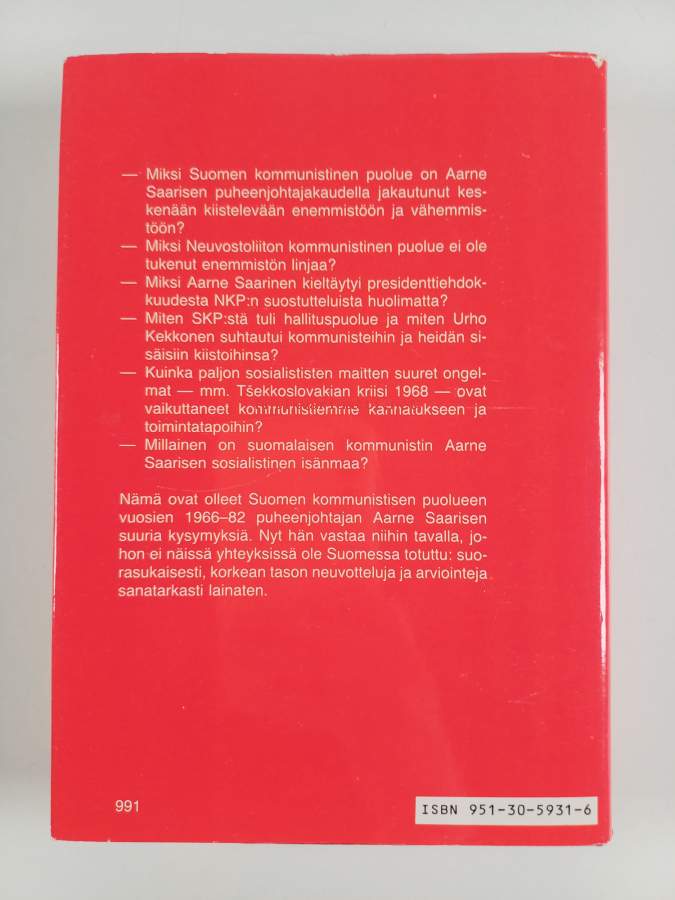 — Miksi Suomen kommunistinen puolue on Aarne
Saarisen puheenjohtajakaudella jakautunut kes-
kenään kiistelevään enemmistöön ja vähemmis-
töön?
— Miksi Neuvostoliiton kommunistinen puolue ei ole
tukenut enemmistön linjaa?
— Miksi Aarne Saarinen kieltäytyi presidenttiehdok-
kuudesta NKP:n suostutteluista huolimatta?
— Miten SKP:stä tuli hallituspuolue ja miten Urho
Kekkonen suhtautui kommunisteihin ja heidän si-
säisiin kiistoihinsa?
— Kuinka paljon sosialististen maitten suuret ongel-
mat — mm. Tšekkoslovakian kriisi 1968 — ovat
vaikuttaneet kommunistiemme kannatukseen ja
toimintatapoihin?
— Millainen on suomalaisen kommunistin Aarne
Saarisen sosialistinen isänmaa?
Nämä ovat olleet Suomen kommunistisen puolueen
vuosien 1966–82 puheenjohtajan Aarne Saarisen
suuria kysymyksiä. Nyt hän vastaa niihin tavalla, jo-
hon ei näissä yhteyksissä ole Suomessa totuttu: suo-
rasukaisesti, korkean tason neuvotteluja ja arviointeja
sanatarkasti lainaten.
991
ISBN 951-30-5931-6